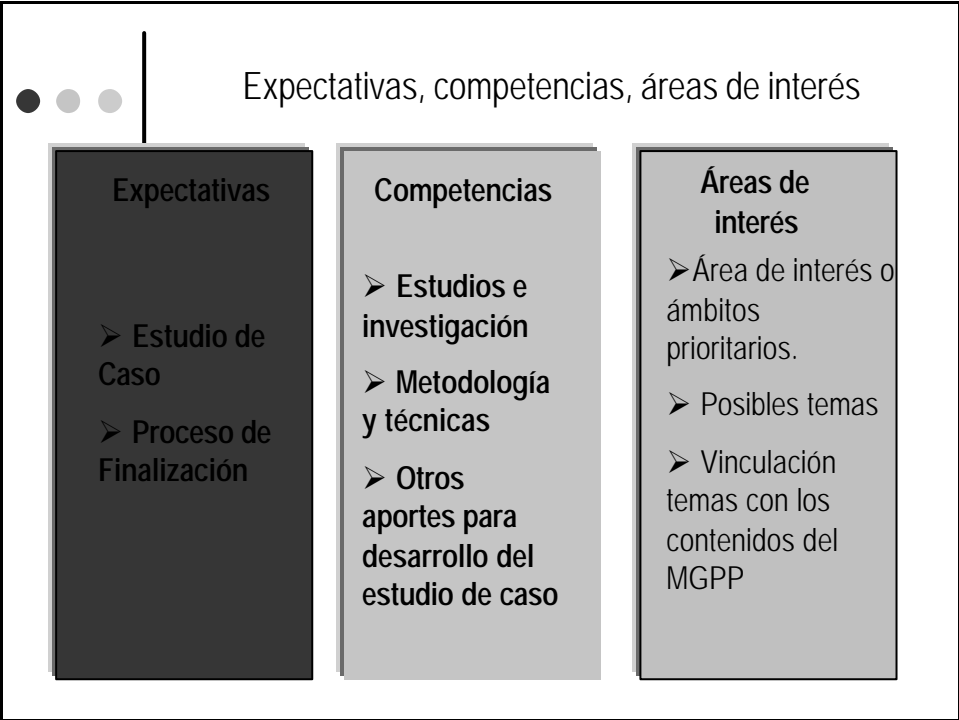 Expectativas, competencias, áreas de interés
Expectativas
➢ Estudio de
Caso
➢ Proceso de
Finalización
Competencias
➢ Estudios e
investigación
➢ Metodología
y técnicas
➢ Otros
aportes para
desarrollo del
estudio de caso
Áreas de
interés
➢Área de interés o
ámbitos
prioritarios.
➢ Posibles temas
➢ Vinculación
temas con los
contenidos del
MGPP